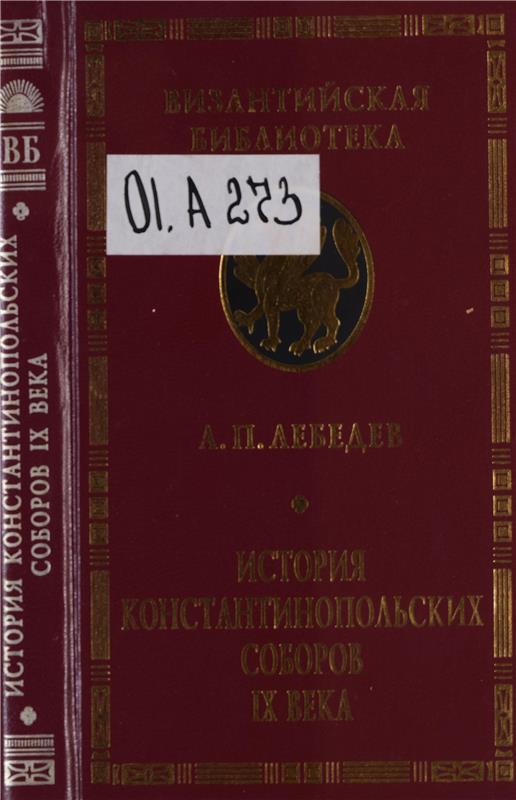 ВБ
ИСТОРИЯ КОНСТАНТИНОПОЛЬСКИХ
СОБОРОВ IX ВЕКА
ВИЗАНТИЙСКАЯ
БИБЛИОТЕКА
01. А 273
А. П. ЛЕБЕДЕВ
ИСТОРИЯ
КОНСТАНТИНОПОЛЬСКИХ
СОБОРОВ
IX ВЕКА